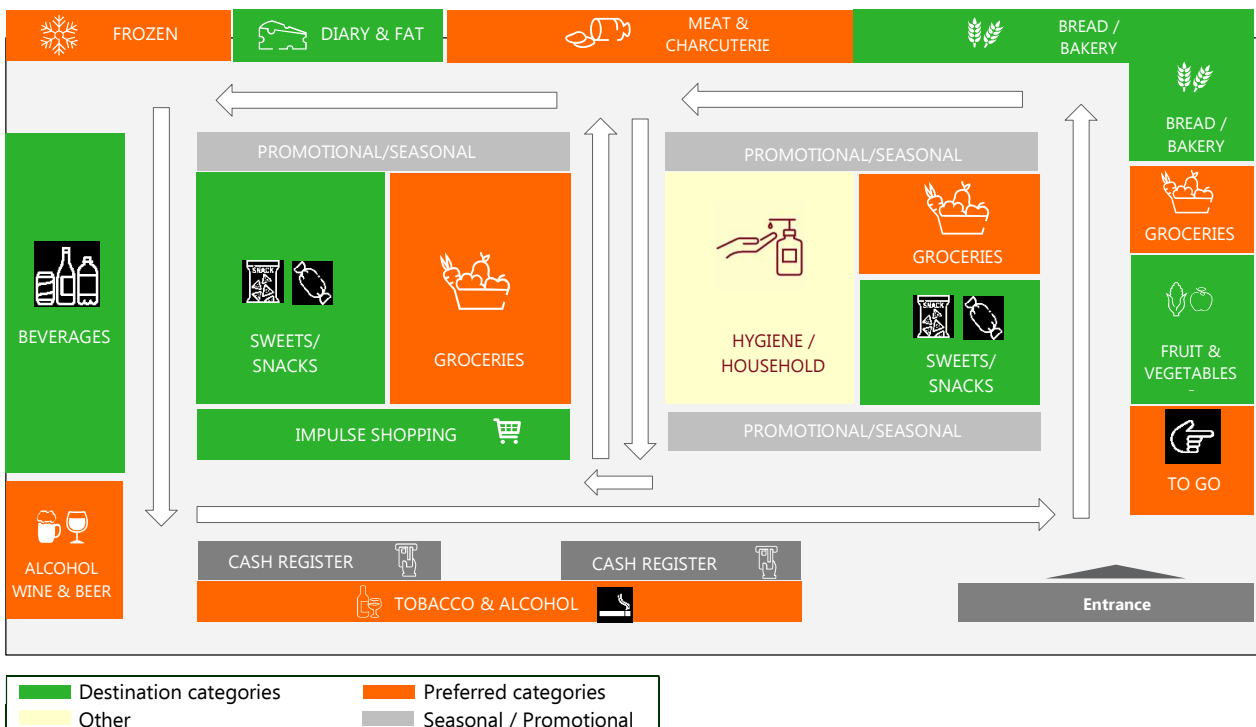 FROZEN
DIARY & FAT
MEAT &
CHARCUTERIE
BREAD /
BAKERY
BREAD /
BAKERY
PROMOTIONAL/SEASONAL
PROMOTIONAL/SEASONAL
BEVERAGES
SNACK
SWEETS/
SNACKS
GROCERIES
HYGIENE /
HOUSEHOLD
GROCERIES
SNACK
SWEETS/
SNACKS
GROCERIES
FRUIT &
VEGETABLES
-
IMPULSE SHOPPING
PROMOTIONAL/SEASONAL
TO GO
ALCOHOL
WINE & BEER
CASH REGISTER
CASH REGISTER
TOBACCO & ALCOHOL
Entrance
Destination categories
Preferred categories
Other
Seasonal / Promotional